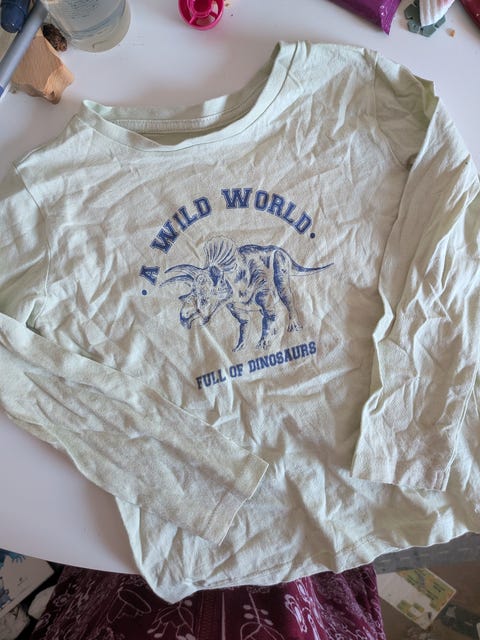 • A WILD WORLD •
FULL OF DINOSAURS